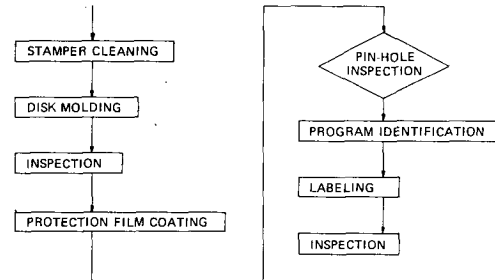 STAMPER CLEANING
DISK MOLDING
INSPECTION
PROTECTION FILM COATING
PIN-HOLE
INSPECTION
PROGRAM IDENTIFICATION
LABELING
INSPECTION